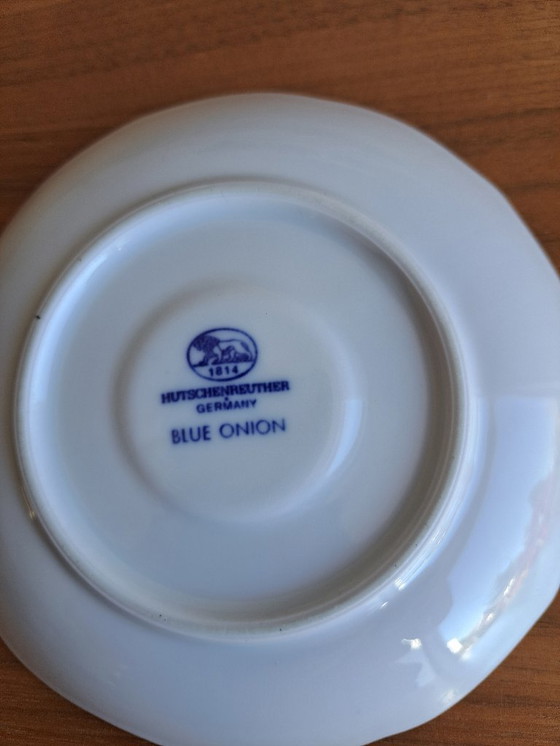 1814
HUTSCHENREUTHER
GERMANY
BLUE ONION